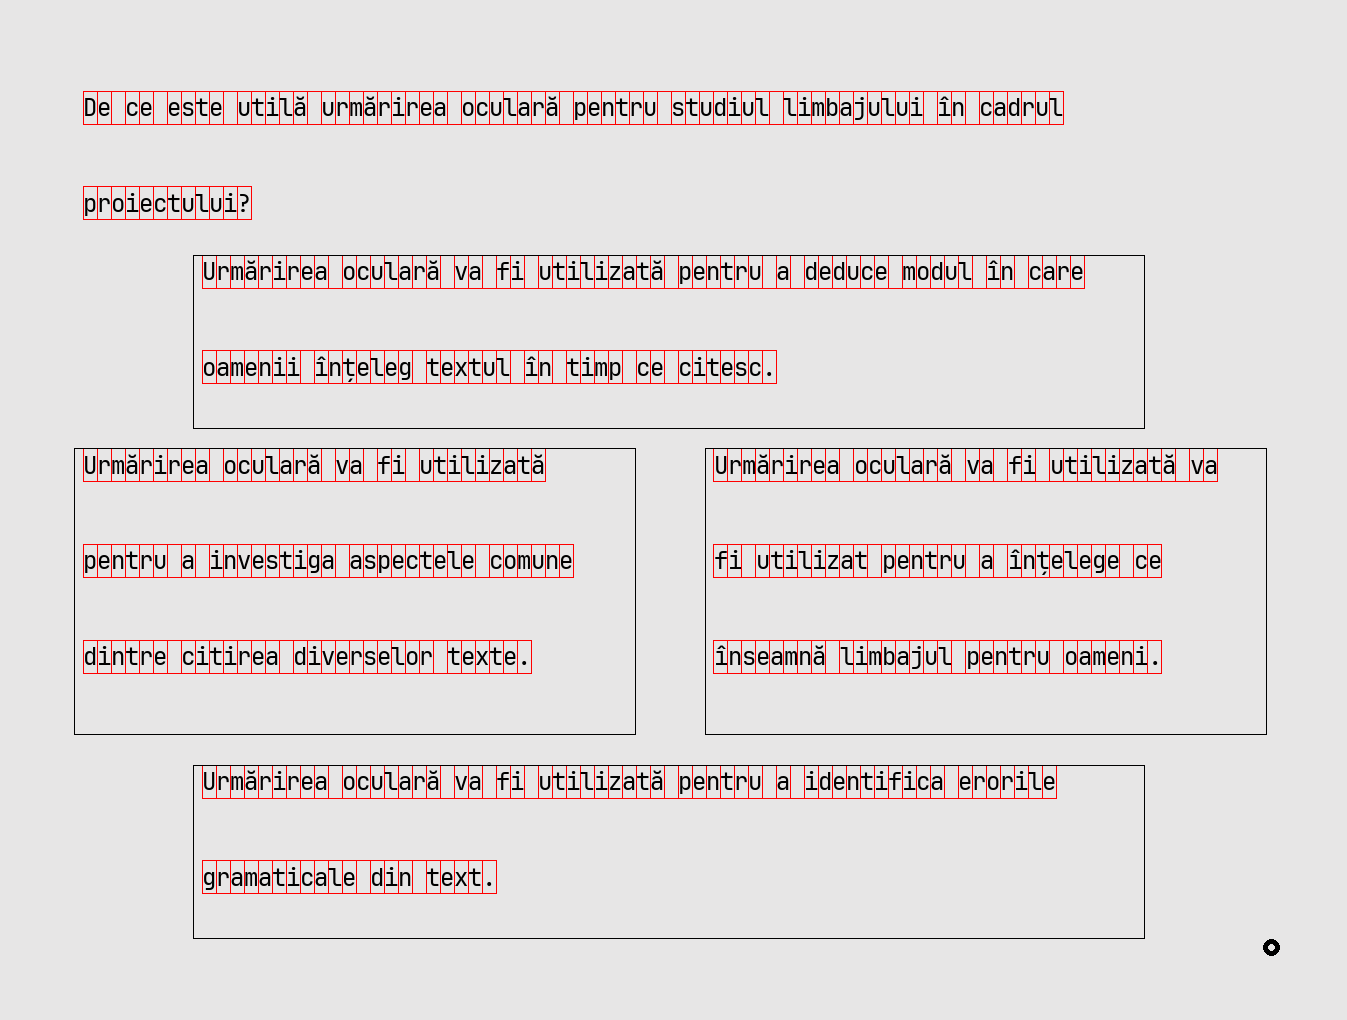 De ce este utilă urmărirea oculară pentru studiul limbajului în cadrul
proiectului?
Urmărirea oculară va fi utilizată pentru a deduce modul în care
oamenii înțeleg textul în timp ce citesc.
Urmărirea oculară va fi utilizată
pentru a investiga aspectele comune
dintre citirea diverselor texte.
Urmărirea oculară va fi utilizată va
fi utilizat pentru a înțelege ce
înseamnă limbajul pentru oameni.
Urmărirea oculară va fi utilizată pentru a identifica erorile
gramaticale din text.